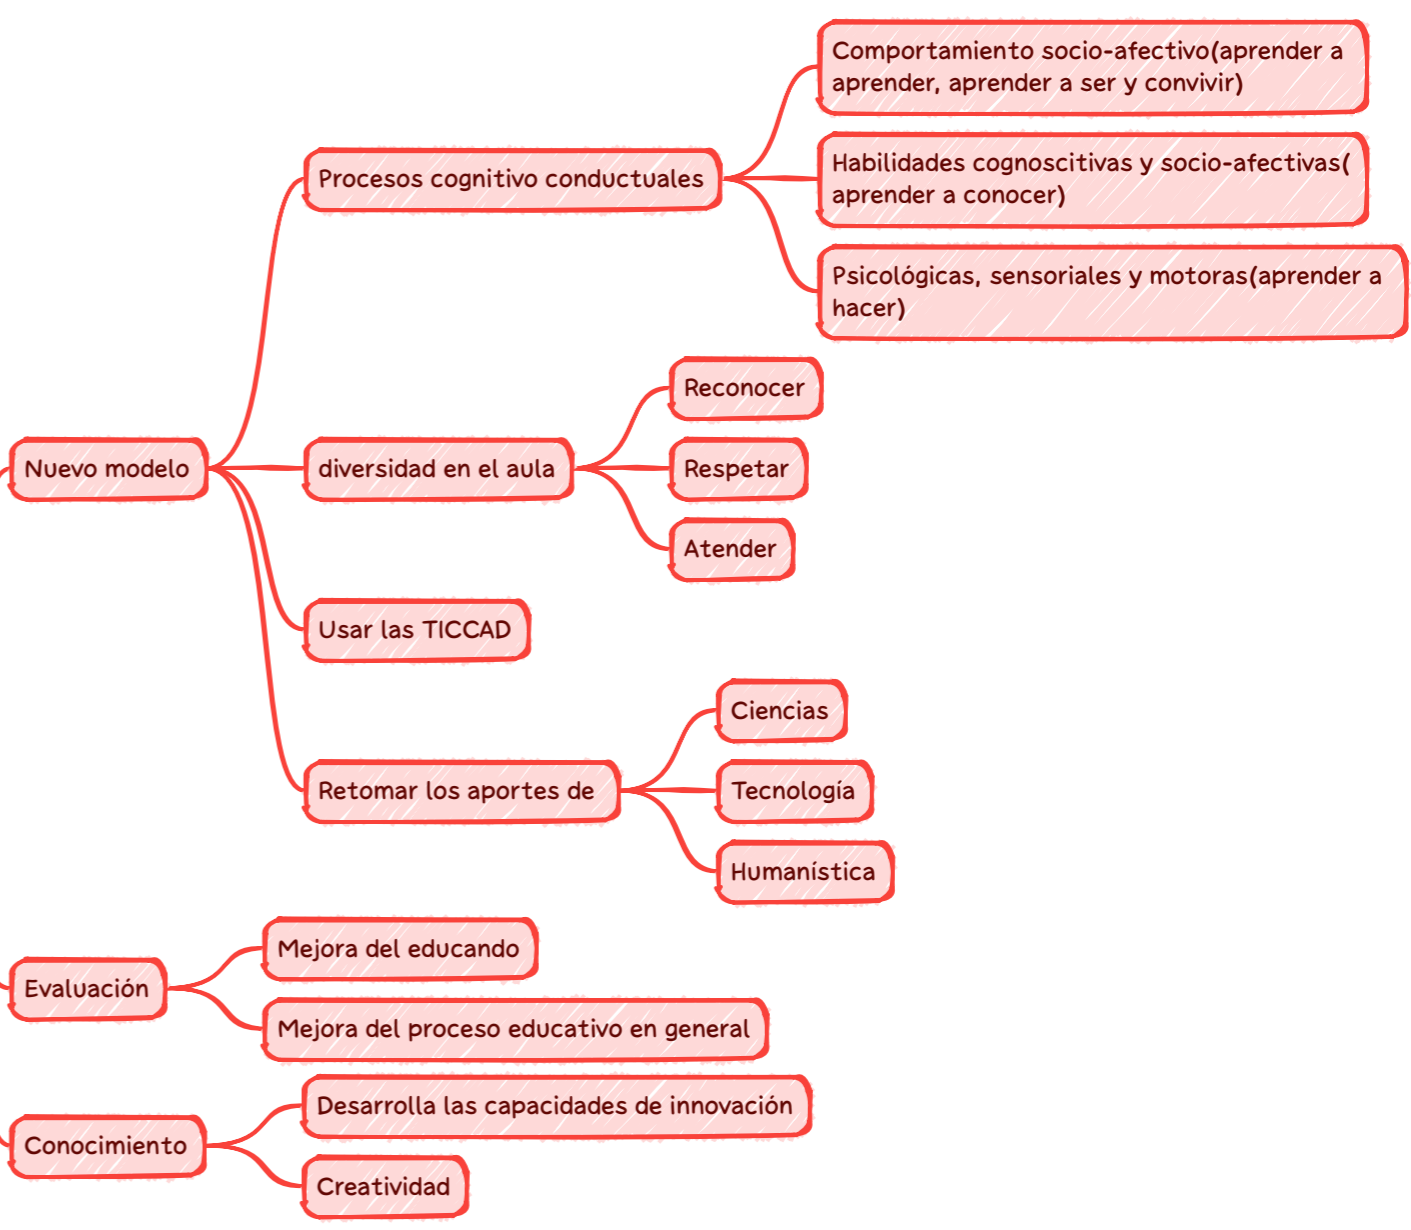 Comportamiento socio-afectivo(aprender a
aprender, aprender a ser y convivir)
Procesos cognitivo conductuales
Habilidades cognoscitivas y socio-afectivas(
aprender a conocer)
Psicológicas, sensoriales y motoras(aprender a
hacer)
Nuevo modelo
diversidad en el aula
Reconocer
Respetar
Atender
Usar las TICCAD
Retomar los aportes de
Ciencias
Tecnología
Humanística
Evaluación
Mejora del educando
Mejora del proceso educativo en general
Conocimiento
Desarrolla las capacidades de innovación
Creatividad